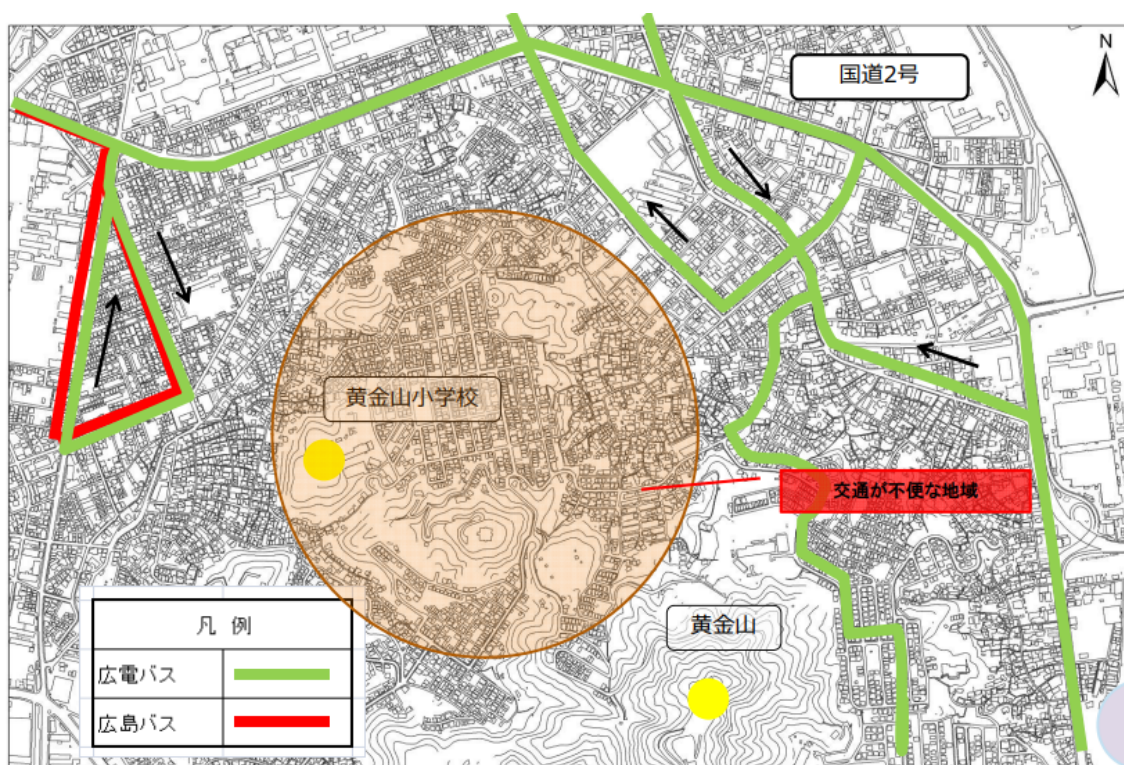 国道2号
N
黄金山小学校
交通が不便な地域
黄金山
凡 例
広電バス
広島バス